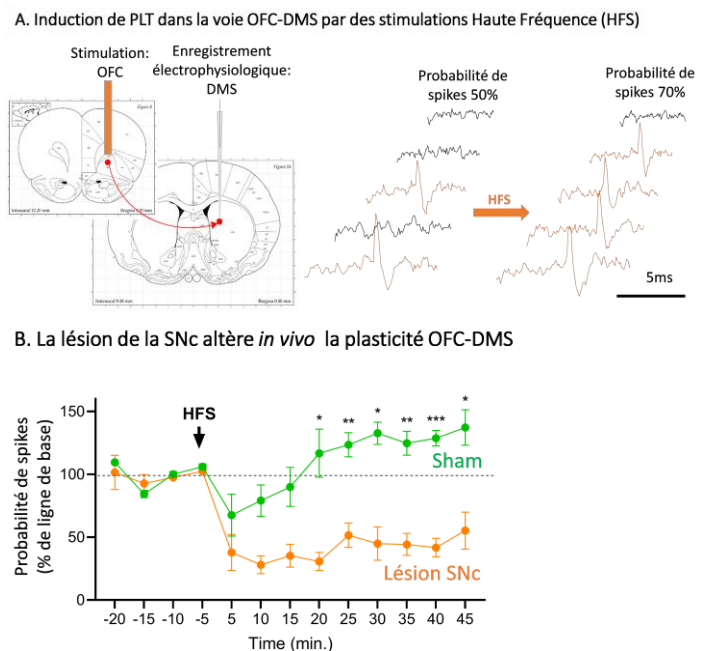 A. Induction de PLT dans la voie OFC-DMS par des stimulations Haute Fréquence (HFS)
Stimulation:
OFC
Enregistrement
électrophysiologique:
DMS
Probabilité de
spikes 50%
Probabilité de
spikes 70%
HFS
5ms
B. La lésion de la SNc altère in vivo la plasticité OFC-DMS
Probabilité de spikes
(% de ligne de base)
150
100
50
0
HFS
* ** * ** *** *
Sham
Lésion SNc
-20 -15 -10 -5 5 10 15 20 25 30 35 40 45
Time (min.)